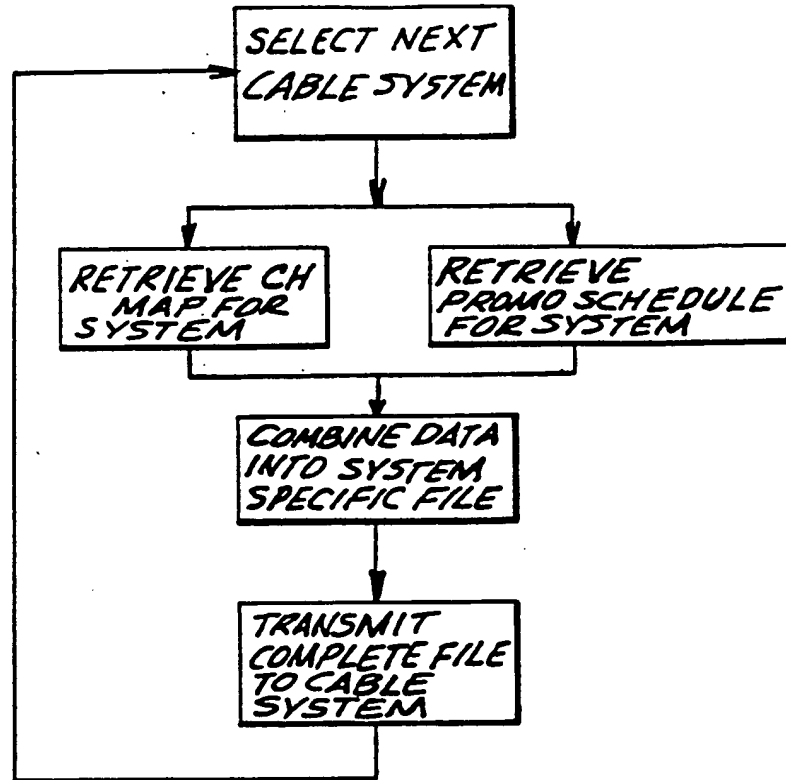 SELECT NEXT
CABLE SYSTEM
RETRIEVE CH
MAP FOR
SYSTEM
RETRIEVE
PROMO SCHEDULE
FOR SYSTEM
COMBINE DATA
INTO SYSTEM
SPECIFIC FILE
TRANSMIT
COMPLETE FILE
TO CABLE
SYSTEM